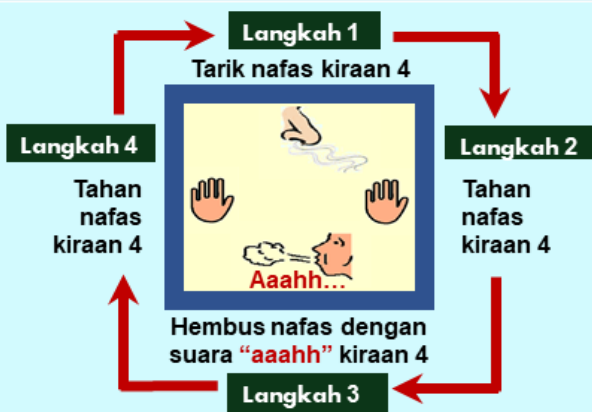 Langkah 1
Tarik nafas kiraan 4
Langkah 2
Tahan
nafas
kiraan 4
Aaahh...
Hembus nafas dengan
suara “aaahh” kiraan 4
Langkah 3
Langkah 4
Tahan
nafas
kiraan 4